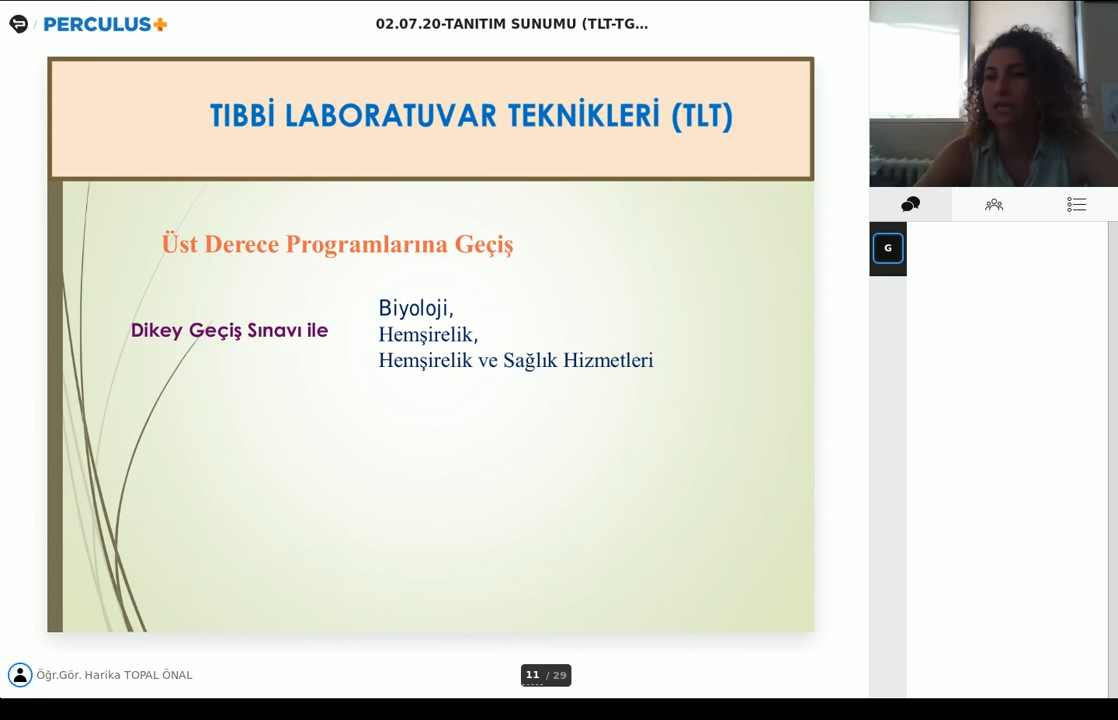 / PERCULUS+
02.07.20-TANITIM SUNUMU (TLT-TG...
TIBBİ LABORATUVAR TEKNİKLERİ (TLT)
Üst Derece Programlarına Geçiş
Dikey Geçiş Sınavı ile
Biyoloji,
Hemşirelik,
Hemşirelik ve Sağlık Hizmetleri
G
Öğr.Gör. Harika TOPAL ÖNAL
11 / 29